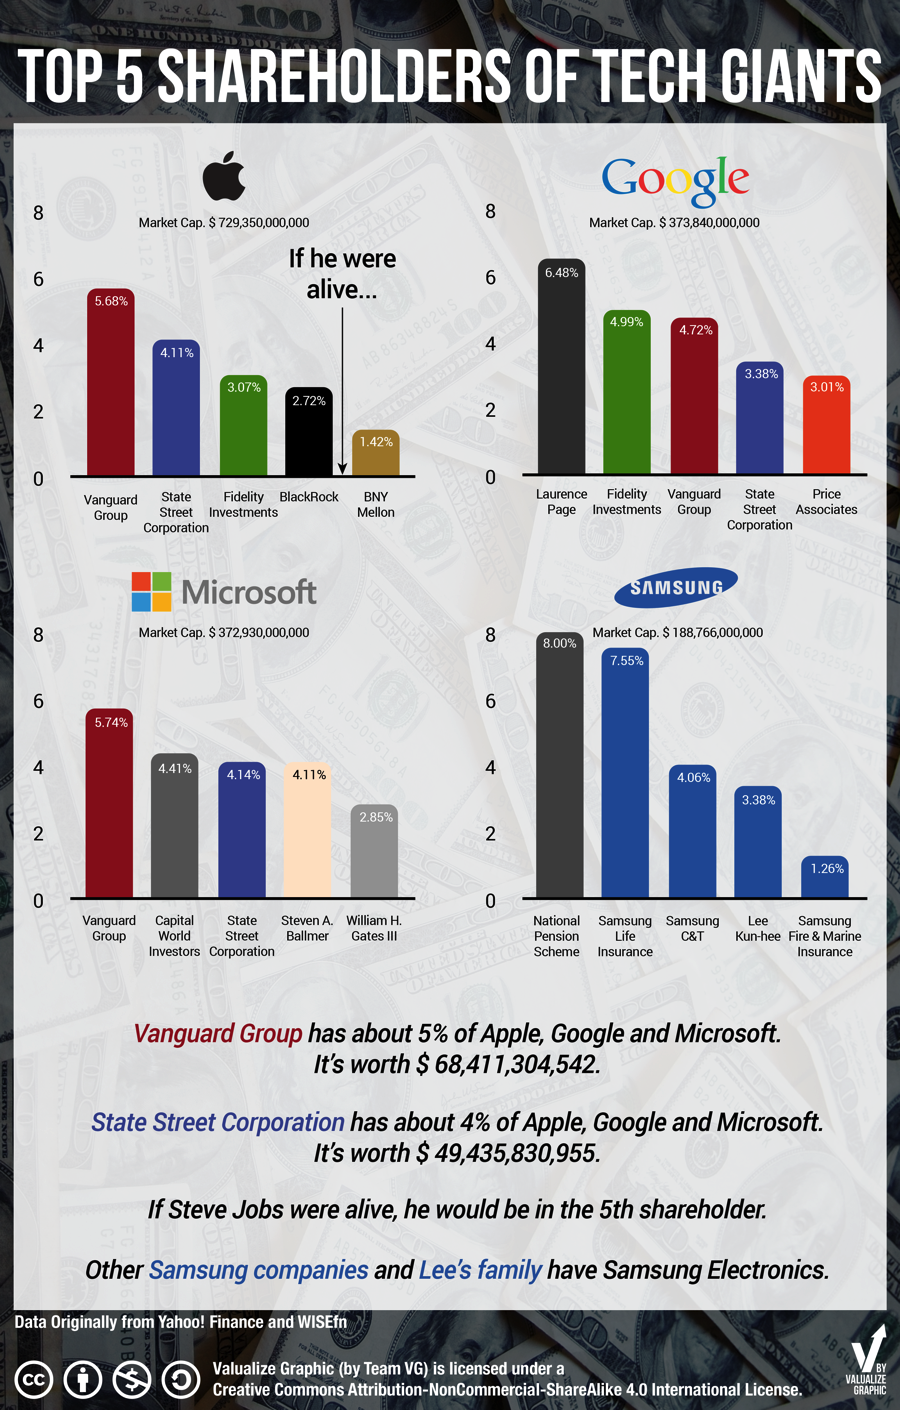 TOP 5 SHAREHOLDERS OF TECH GIANTS
Market Cap. $ 729,350,000,000
If he were
alive...
8
6
4
2
0
5.68%
4.11%
3.07%
2.72%
1.42%
Vanguard
Group
State
Street
Corporation
Fidelity
Investments
BlackRock
BNY
Mellon
Google
Market Cap. $ 373,840,000,000
8
6
4
2
0
6.48%
4.99%
4.72%
3.38%
3.01%
Laurence
Page
Fidelity
Investments
Vanguard
Group
State
Street
Corporation
Price
Associates
Microsoft
Market Cap. $ 372,930,000,000
8
6
4
2
0
5.74%
4.41%
4.14%
4.11%
2.85%
Vanguard
Group
Capital
World
Investors
State
Street
Corporation
Steven A.
Ballmer
William H.
Gates III
SAMSUNG
Market Cap. $ 188,766,000,000
8
6
4
2
0
8.00%
7.55%
4.06%
3.38%
1.26%
National
Pension
Scheme
Samsung
Life
Insurance
Samsung
C&T
Lee
Kun-hee
Samsung
Fire & Marine
Insurance
Vanguard Group has about 5% of Apple, Google and Microsoft.
It's worth $ 68,411,304,542.
State Street Corporation has about 4% of Apple, Google and Microsoft.
It's worth $ 49,435,830,955.
If Steve Jobs were alive, he would be in the 5th shareholder.
Other Samsung companies and Lee's family have Samsung Electronics.
Data Originally from Yahoo! Finance and WISEfn
cc
Valualize Graphic (by Team VG) is licensed under a
Creative Commons Attribution-NonCommercial-ShareAlike 4.0 International License.
BY
VALUALIZE
GRAPHIC